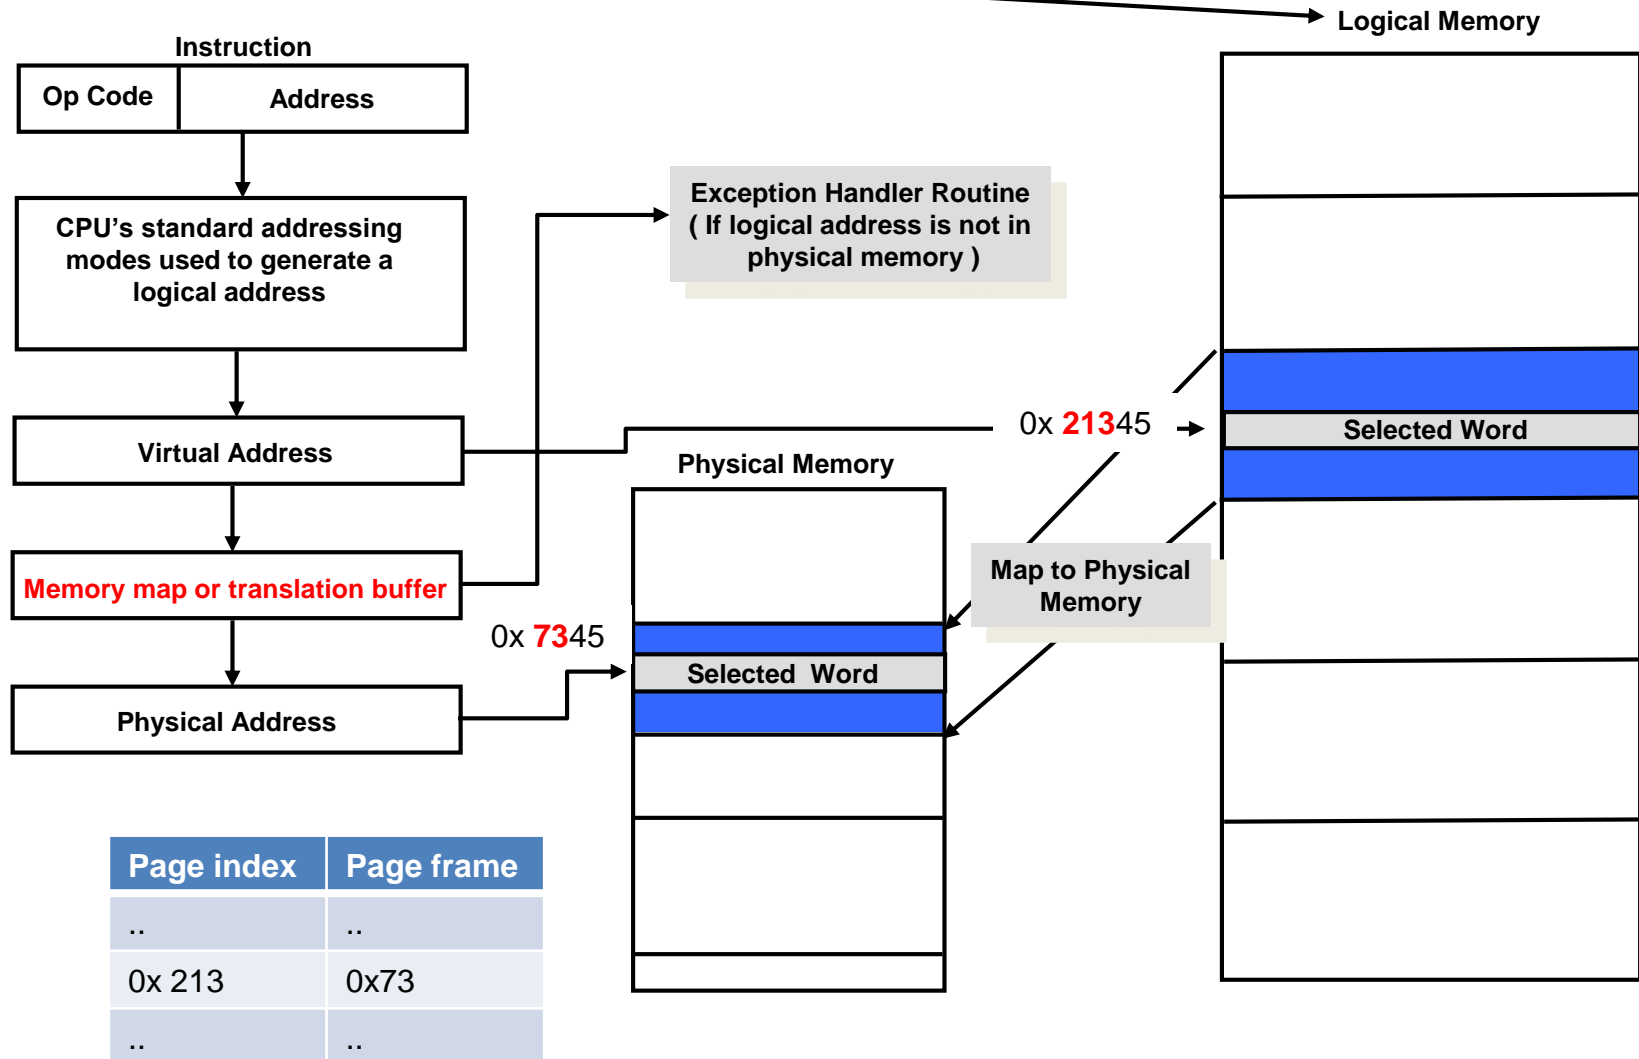 Logical Memory
Instruction
Op Code
Address
CPU's standard addressing
modes used to generate a
logical address
Exception Handler Routine
( If logical address is not in
physical memory )
Virtual Address
0x 21345
Selected Word
Physical Memory
Memory map or translation buffer
Map to Physical
Memory
0x 7345
Selected Word
Physical Address
Page index
Page frame
..
..
0x 213
0x73
..
..